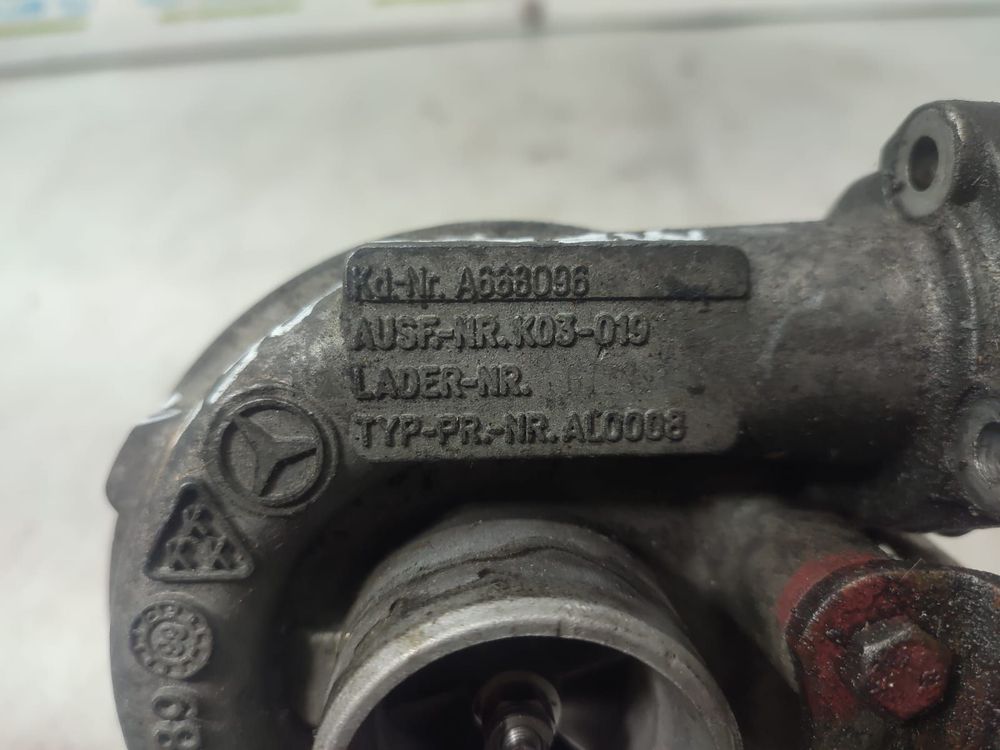 Kd-Nr. A668096
AUSF.-NR. K03-019
LADER-NR.
TYP-PR.-NR. AL0008
K
K K